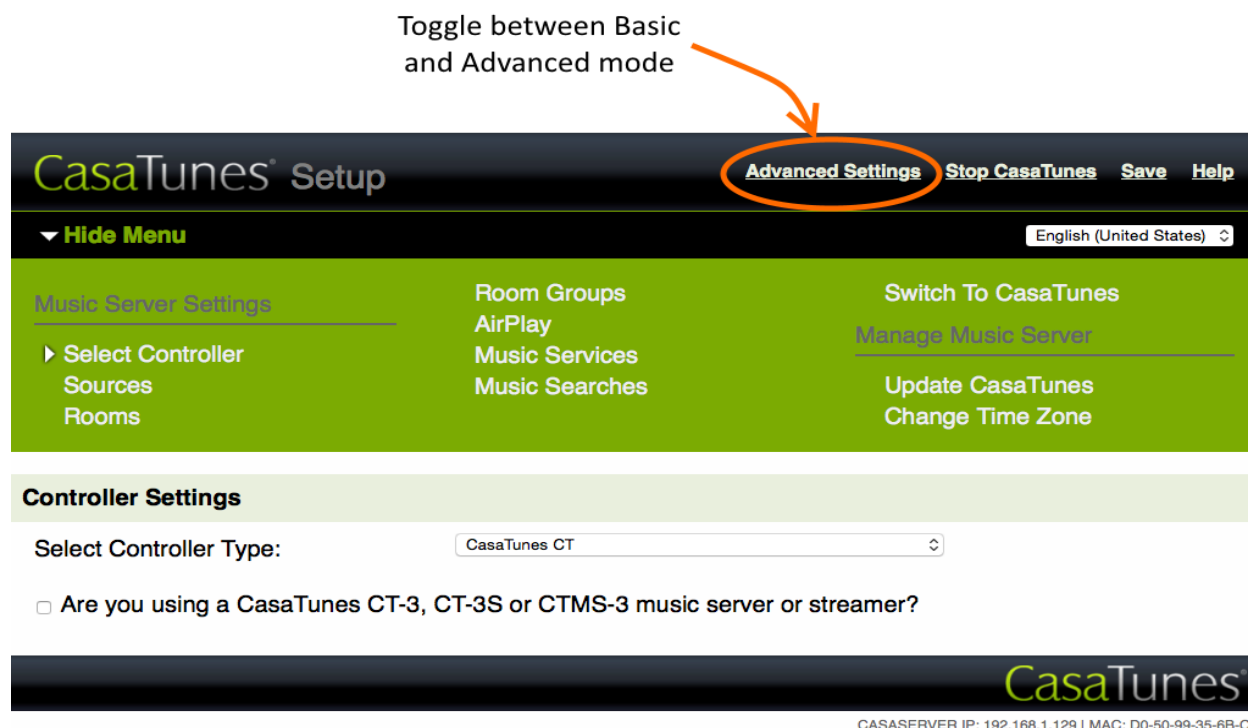 Toggle between Basic
and Advanced mode
CasaTunes® Setup
Advanced Settings Stop CasaTunes Save Help
Hide Menu
English (United States)
Music Server Settings
Select Controller
Sources
Rooms
Room Groups
AirPlay
Music Services
Music Searches
Switch To CasaTunes
Manage Music Server
Update CasaTunes
Change Time Zone
Controller Settings
Select Controller Type:
CasaTunes CT
Are you using a CasaTunes CT-3, CT-3S or CTMS-3 music server or streamer?
CasaTunes®
CASASERVER IP: 192.168.1.129 | MAC: D0-50-99-35-6B-